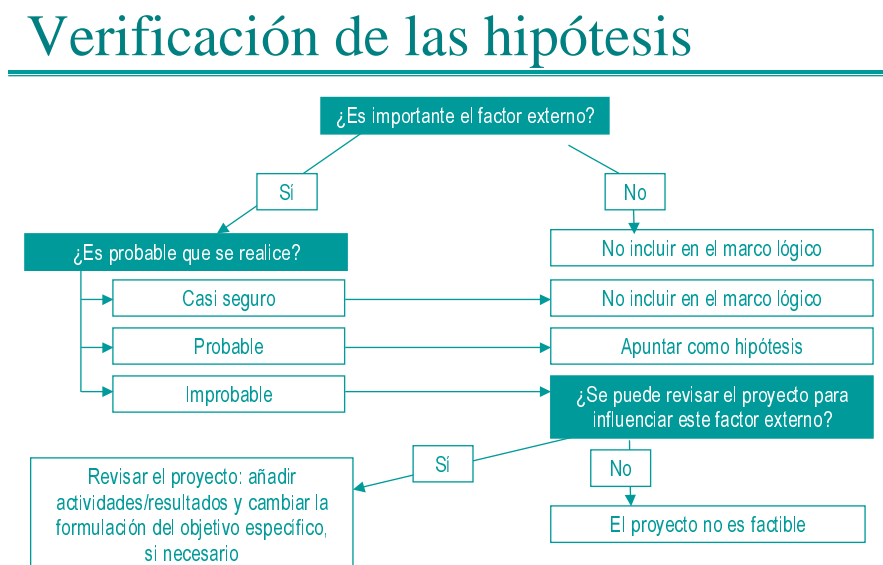 Verificación de las hipótesis
¿Es importante el factor externo?
Sí
No
¿Es probable que se realice?
No incluir en el marco lógico
Casi seguro
No incluir en el marco lógico
Probable
Apuntar como hipótesis
Improbable
¿Se puede revisar el proyecto para
influenciar este factor externo?
Sí
No
Revisar el proyecto: añadir
actividades/resultados y cambiar la
formulación del objetivo específico,
si necesario
El proyecto no es factible